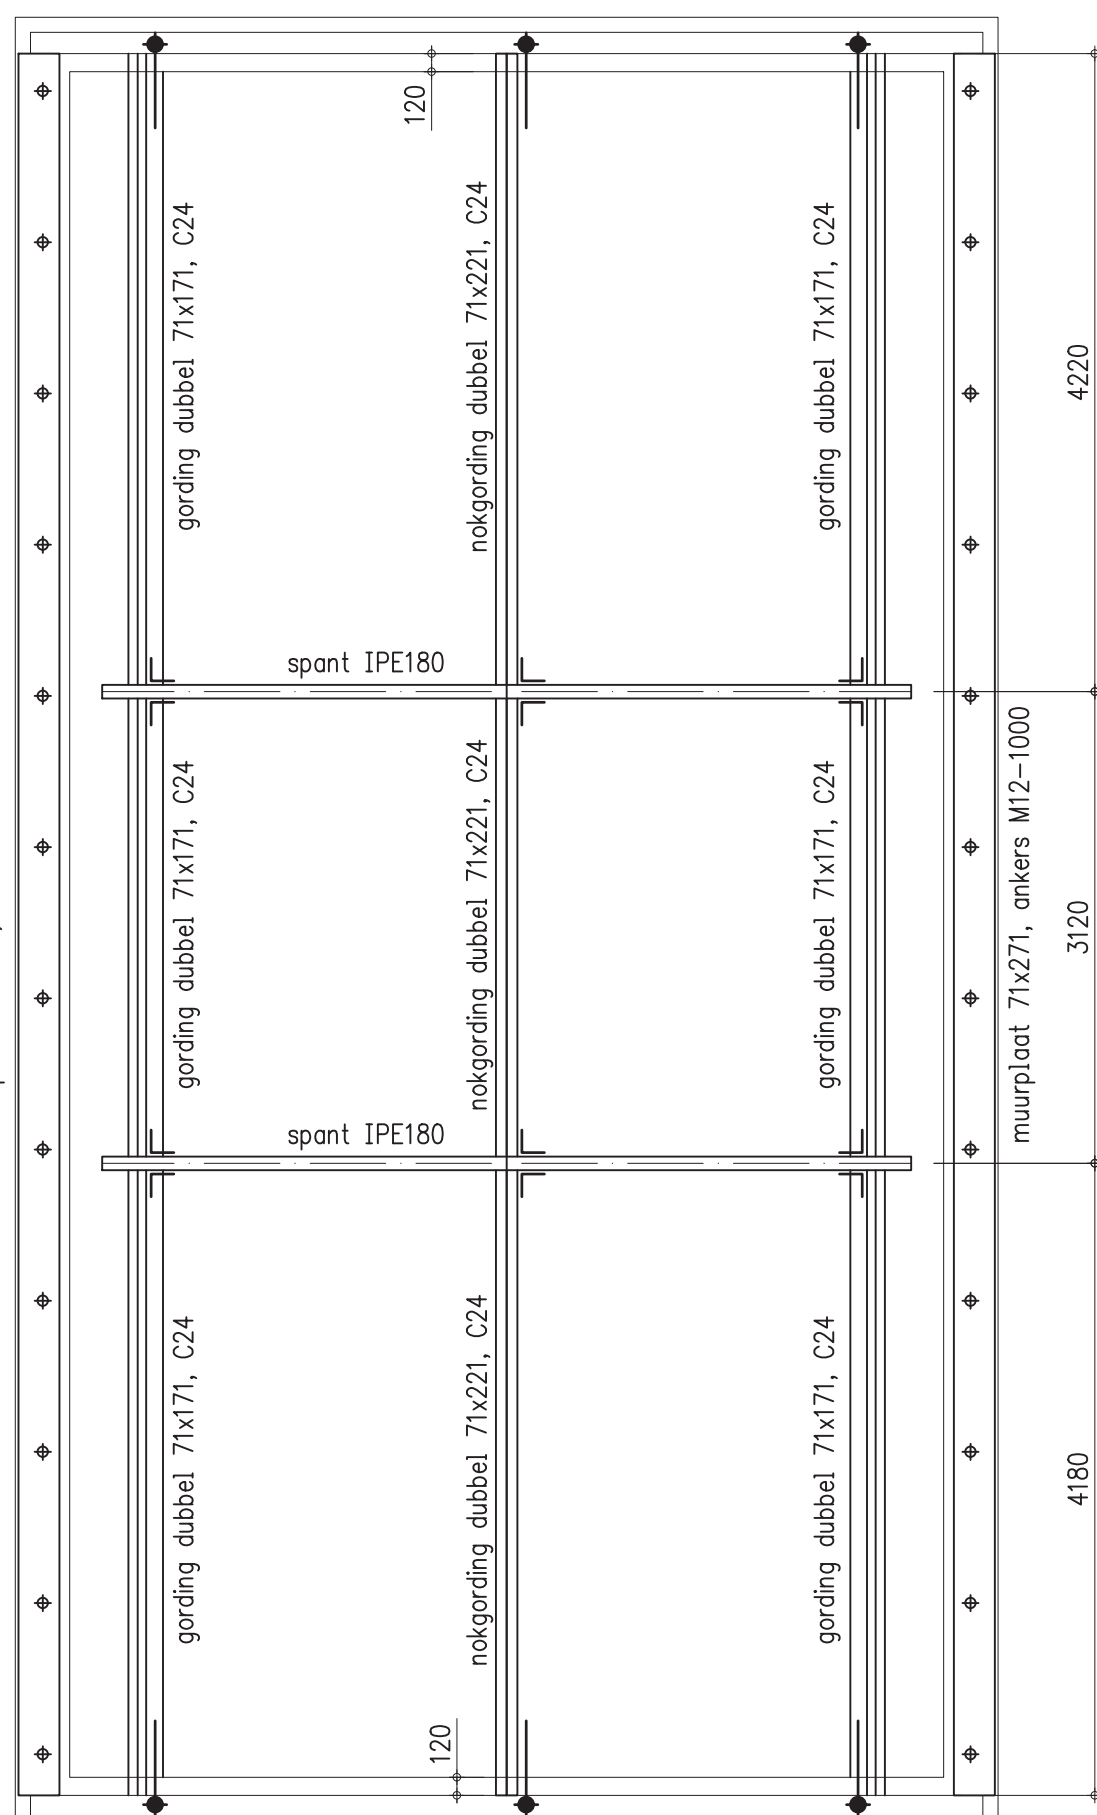 120
gording dubbel 71x171, C24
nokgording dubbel 71x221, C24
gording dubbel 71x171, C24
4220
spant IPE180
gording dubbel 71x171, C24
nokgording dubbel 71x221, C24
gording dubbel 71x171, C24
muurplaat 71x271, ankers M12-1000
3120
spant IPE180
gording dubbel 71x171, C24
nokgording dubbel 71x221, C24
gording dubbel 71x171, C24
4180
120